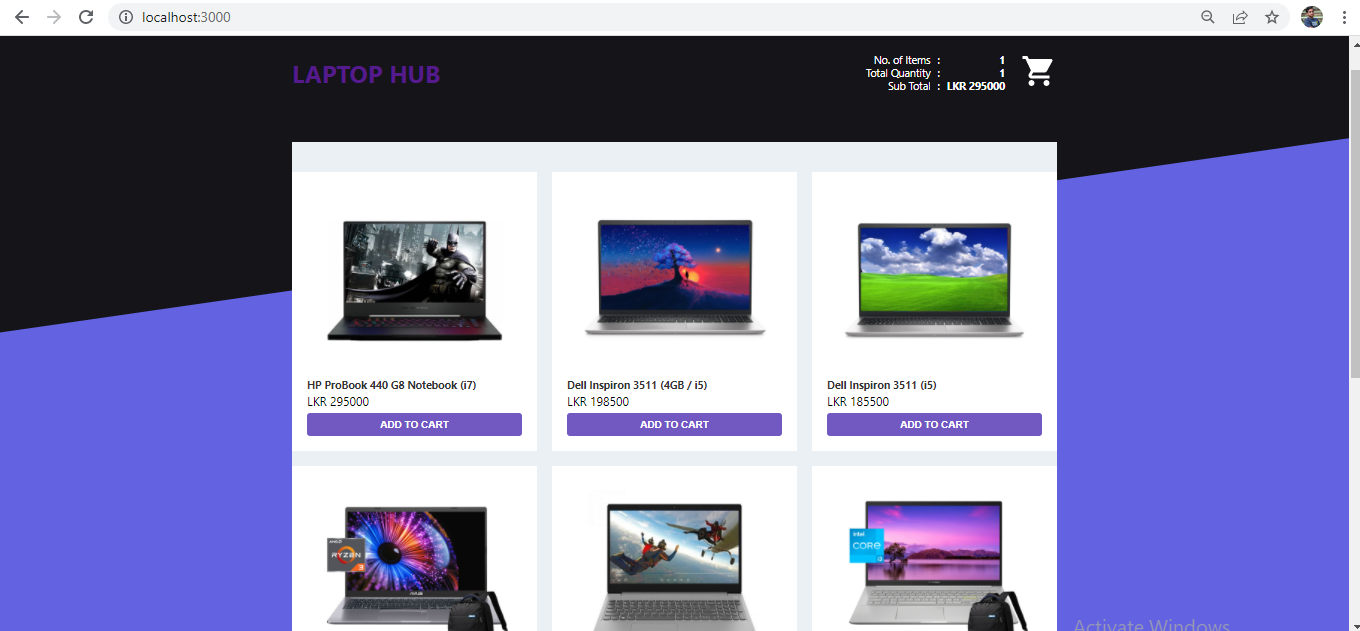 localhost:3000
LAPTOP HUB
No. of Items : 1
Total Quantity : 1
Sub Total : LKR 295000
HP ProBook 440 G8 Notebook (i7)
LKR 295000
ADD TO CART
Dell Inspiron 3511 (4GB / i5)
LKR 198500
ADD TO CART
Dell Inspiron 3511 (i5)
LKR 185500
ADD TO CART
AMD
RYZEN
3
ASUS
intel
CORE
i3
Activate Windows